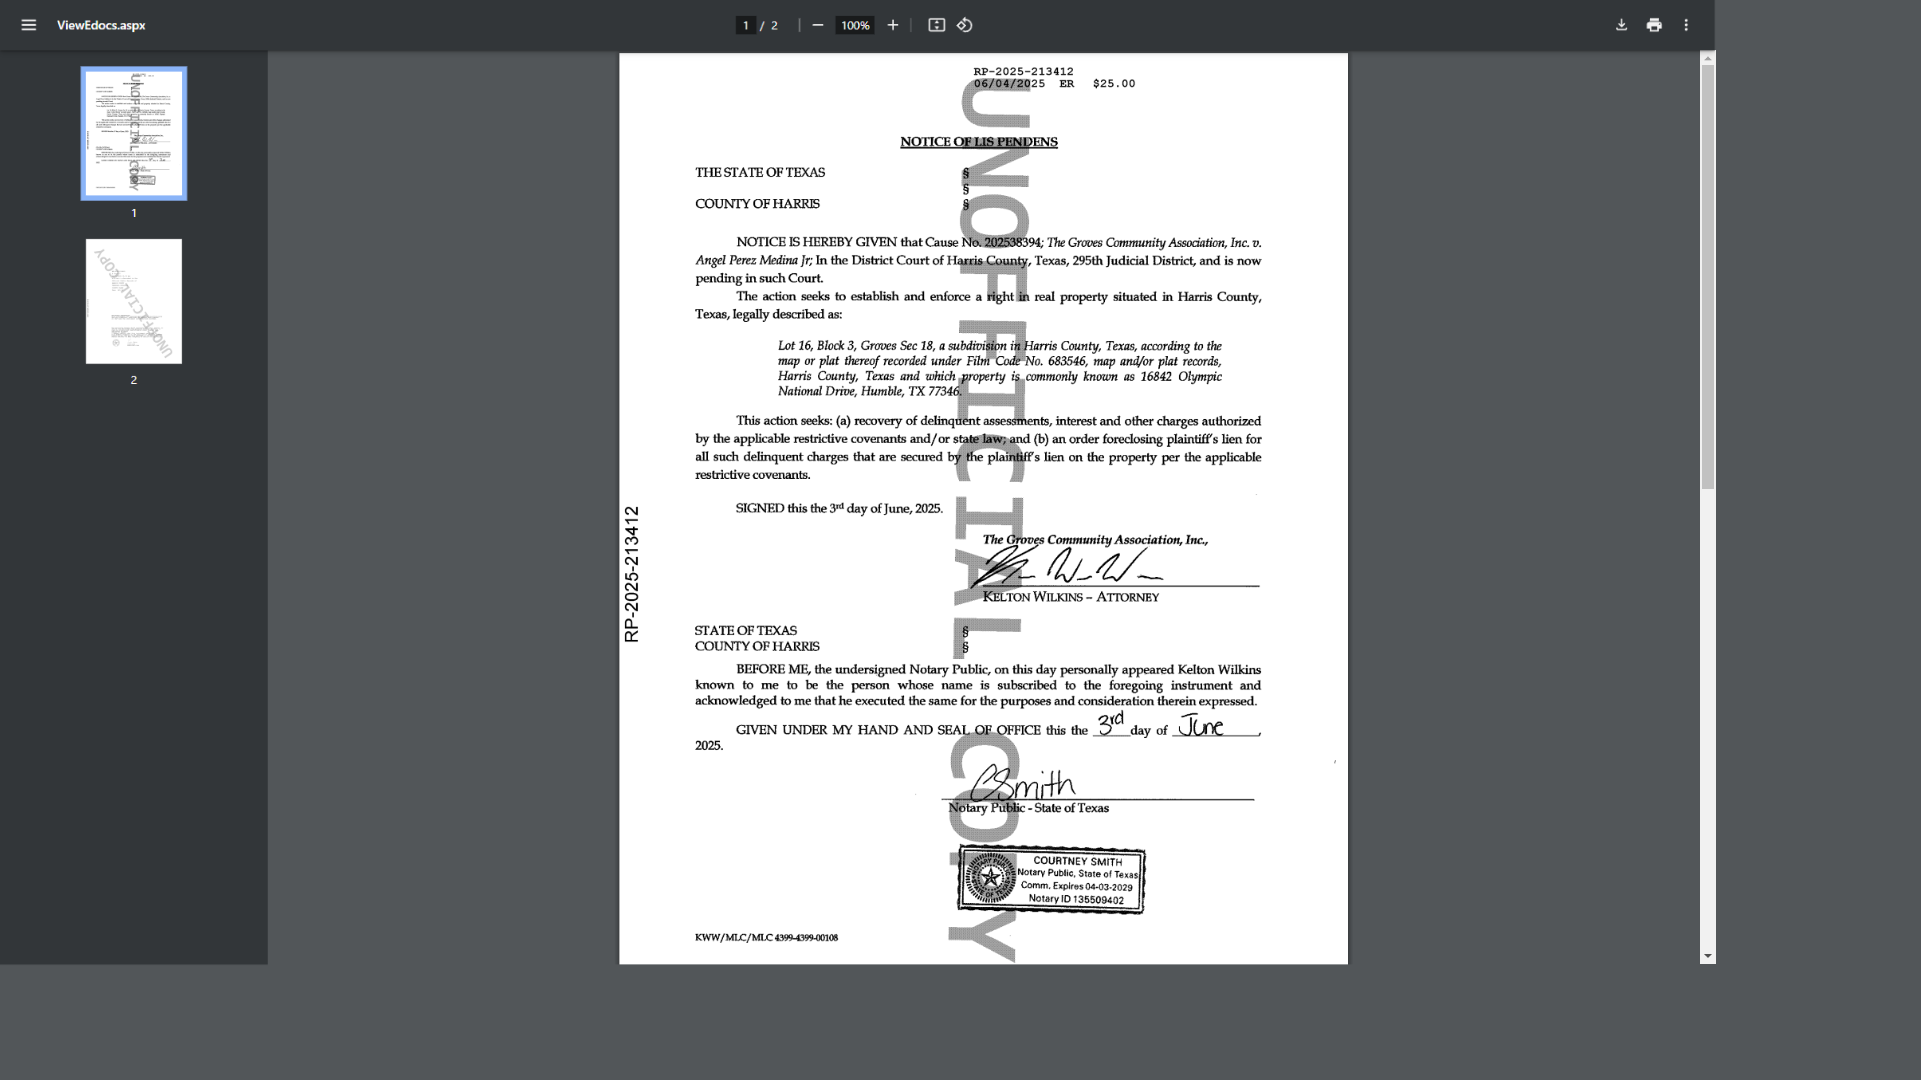 ViewEdocs.aspx
1 / 2
100%
1
2
RP-2025-213412
06/04/2025 ER $25.00
NOTICE OF LIS PENDENS
THE STATE OF TEXAS §
§
COUNTY OF HARRIS §
NOTICE IS HEREBY GIVEN that Cause No. 202538394; The Groves Community Association, Inc. v.
Angel Perez Medina Jr; In the District Court of Harris County, Texas, 295th Judicial District, and is now
pending in such Court.
The action seeks to establish and enforce a right in real property situated in Harris County,
Texas, legally described as:
Lot 16, Block 3, Groves Sec 18, a subdivision in Harris County, Texas, according to the
map or plat thereof recorded under Film Code No. 683546, map and/or plat records,
Harris County, Texas and which property is commonly known as 16842 Olympic
National Drive, Humble, TX 77346.
This action seeks: (a) recovery of delinquent assessments, interest and other charges authorized
by the applicable restrictive covenants and/or state law; and (b) an order foreclosing plaintiff's lien for
all such delinquent charges that are secured by the plaintiff's lien on the property per the applicable
restrictive covenants.
SIGNED this the 3rd day of June, 2025.
The Groves Community Association, Inc.,
KELTON WILKINS – ATTORNEY
STATE OF TEXAS §
COUNTY OF HARRIS §
BEFORE ME, the undersigned Notary Public, on this day personally appeared Kelton Wilkins
known to me to be the person whose name is subscribed to the foregoing instrument and
acknowledged to me that he executed the same for the purposes and consideration therein expressed.
GIVEN UNDER MY HAND AND SEAL OF OFFICE this the 3rd day of June,
2025.
CSmith
Notary Public - State of Texas
COURTNEY SMITH
Notary Public, State of Texas
Comm. Expires 04-03-2029
Notary ID 135509402
NOTARY PUBLIC
STATE OF TEXAS
KWW/MLC/MLC 4399-4399-00108
RP-2025-213412
UNOFFICIAL COPY
UNOFFICIAL COPY
UNOFFICIAL COPY